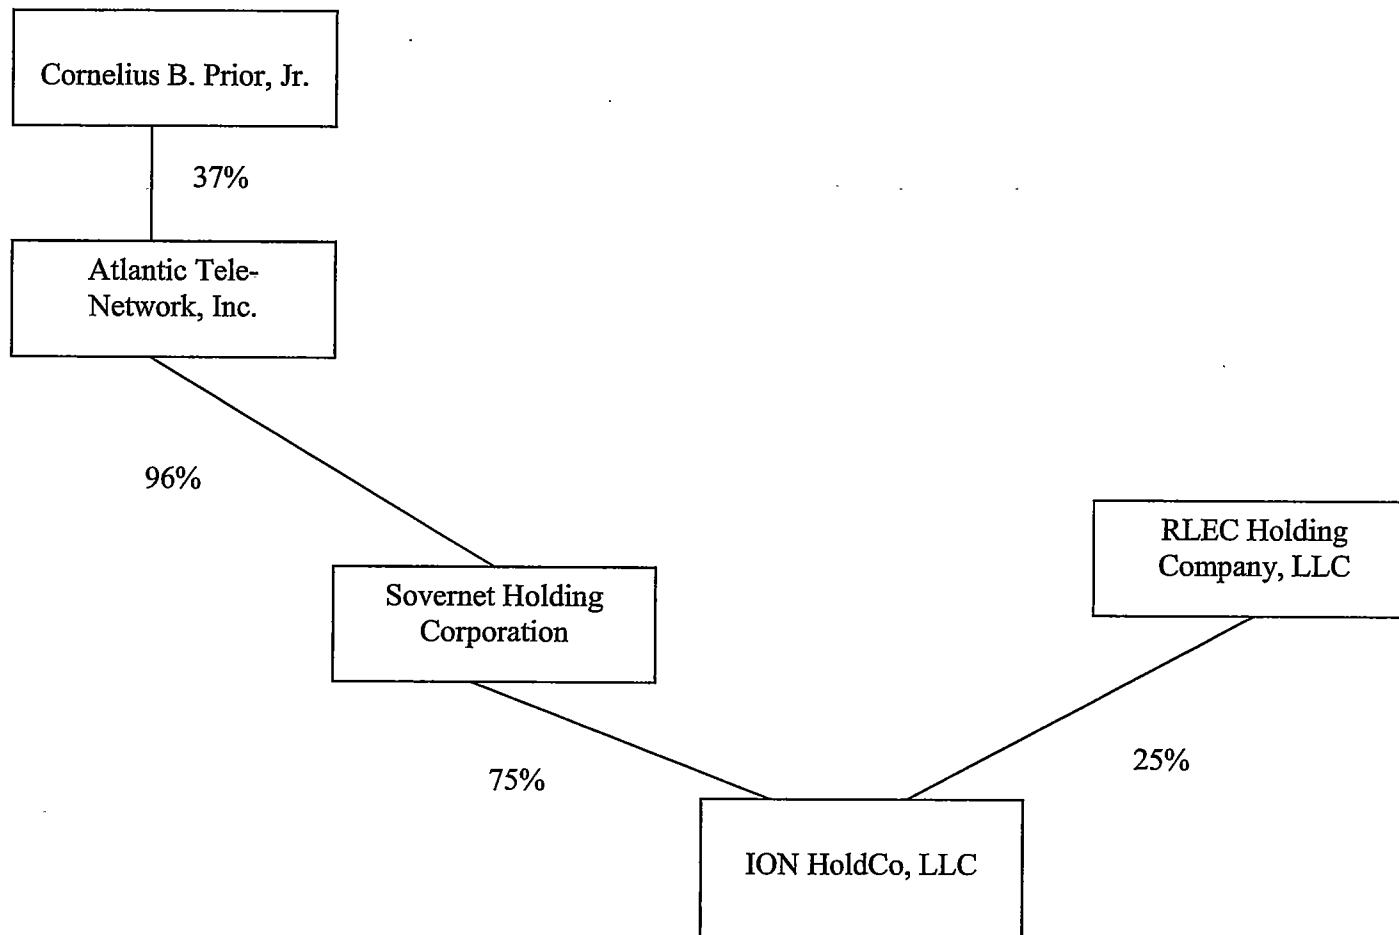 Cornelius B. Prior, Jr.
37%
Atlantic Tele-
Network, Inc.
96%
RLEC Holding
Company, LLC
Sovernet Holding
Corporation
75%
25%
ION HoldCo, LLC